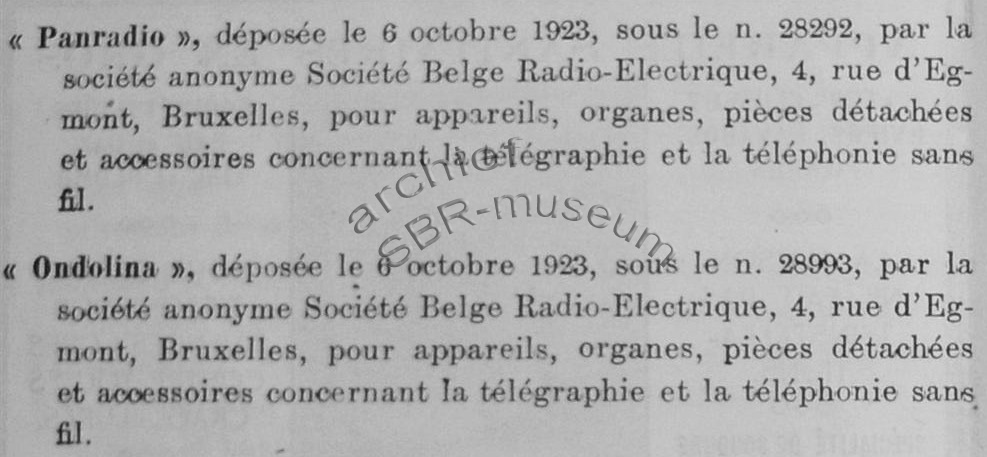 « Panradio », déposée le 6 octobre 1923, sous le n. 28292, par la
société anonyme Société Belge Radio-Electrique, 4, rue d'Eg-
mont, Bruxelles, pour appareils, organes, pièces détachées
et accessoires concernant la télégraphie et la téléphonie sans
fil.
archief
SBR-museum
« Ondolina », déposée le 6 octobre 1923, sous le n. 28993, par la
société anonyme Société Belge Radio-Electrique, 4, rue d'Eg-
mont, Bruxelles, pour appareils, organes, pièces détachées
et accessoires concernant la télégraphie et la téléphonie sans
fil.